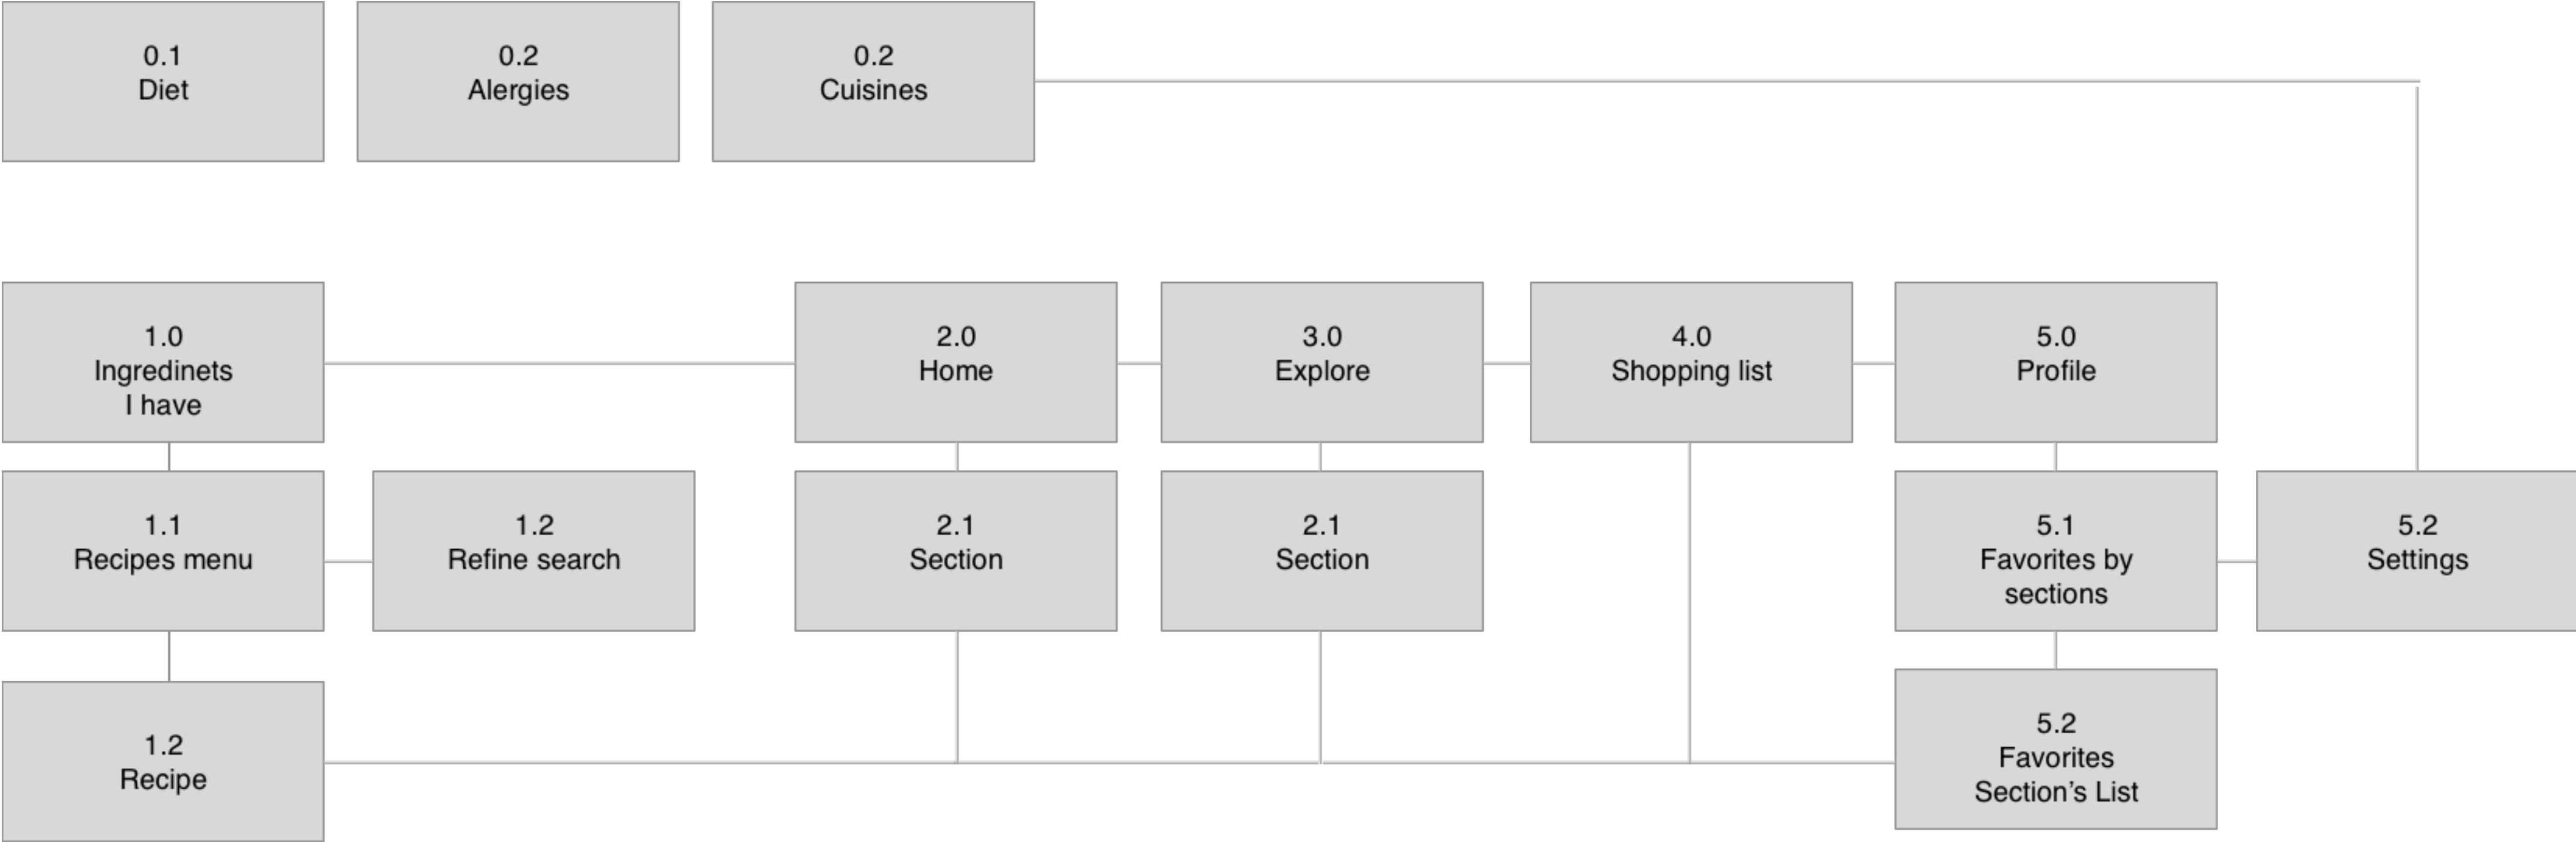 0.1
Diet
0.2
Alergies
0.2
Cuisines
1.0
Ingredinets
I have
2.0
Home
3.0
Explore
4.0
Shopping list
5.0
Profile
1.1
Recipes menu
1.2
Refine search
2.1
Section
2.1
Section
5.1
Favorites by
sections
5.2
Settings
1.2
Recipe
5.2
Favorites
Section’s List